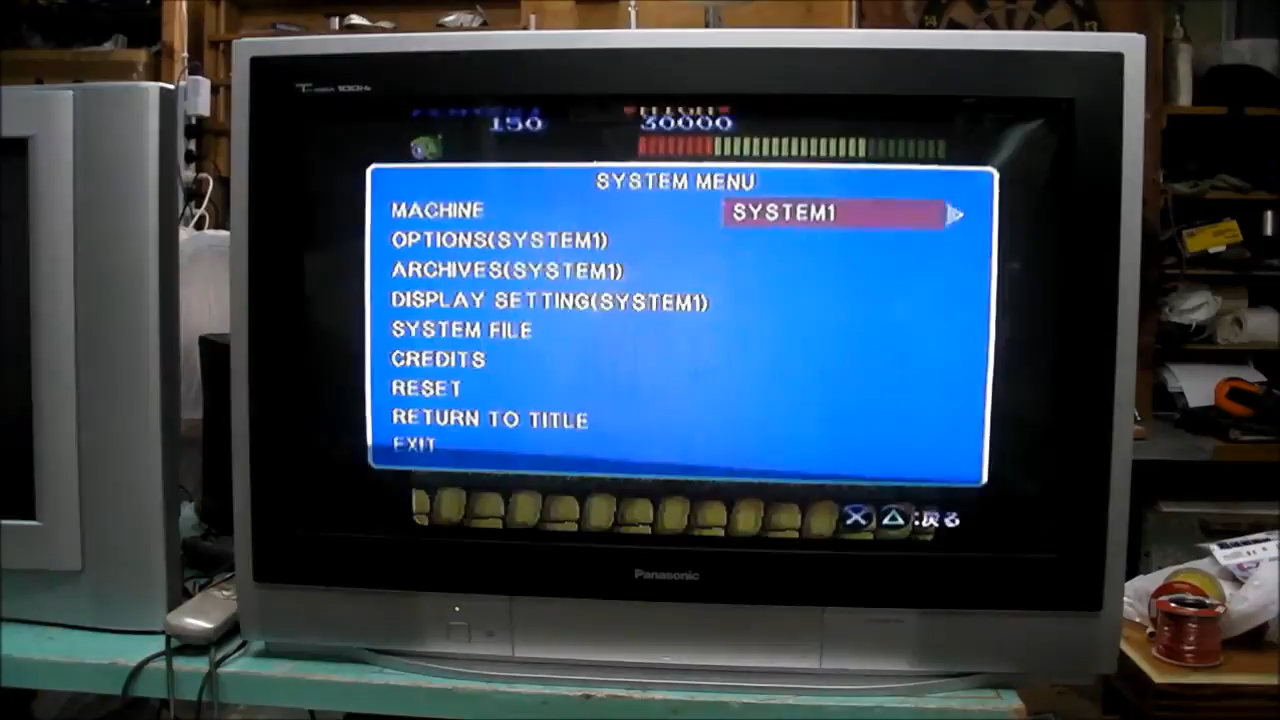 150
30000
SYSTEM MENU
MACHINE SYSTEM1
OPTIONS(SYSTEM1)
ARCHIVES(SYSTEM1)
DISPLAY SETTING(SYSTEM1)
SYSTEM FILE
CREDITS
RESET
RETURN TO TITLE
EXIT
:戻る
Panasonic